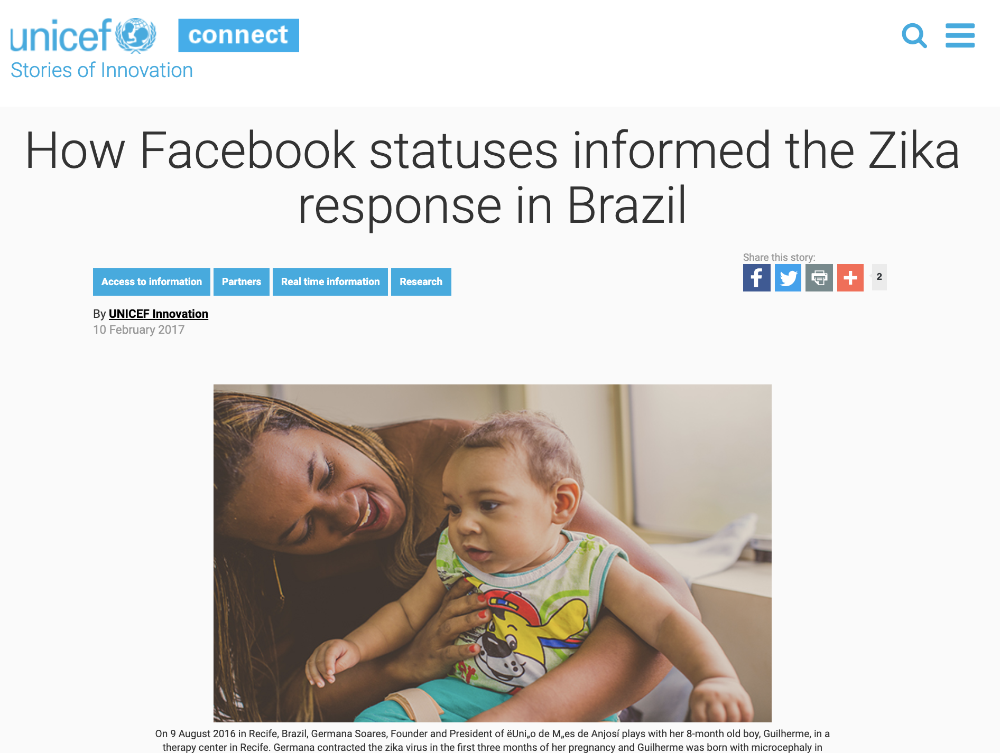 unicef connect
Stories of Innovation
How Facebook statuses informed the Zika
response in Brazil
Share this story:
Access to information Partners Real time information Research
2
By UNICEF Innovation
10 February 2017
On 9 August 2016 in Recife, Brazil, Germana Soares, Founder and President of ëUni„o de M„es de Anjosí plays with her 8-month old boy, Guilherme, in a
therapy center in Recife. Germana contracted the zika virus in the first three months of her pregnancy and Guilherme was born with microcephaly in